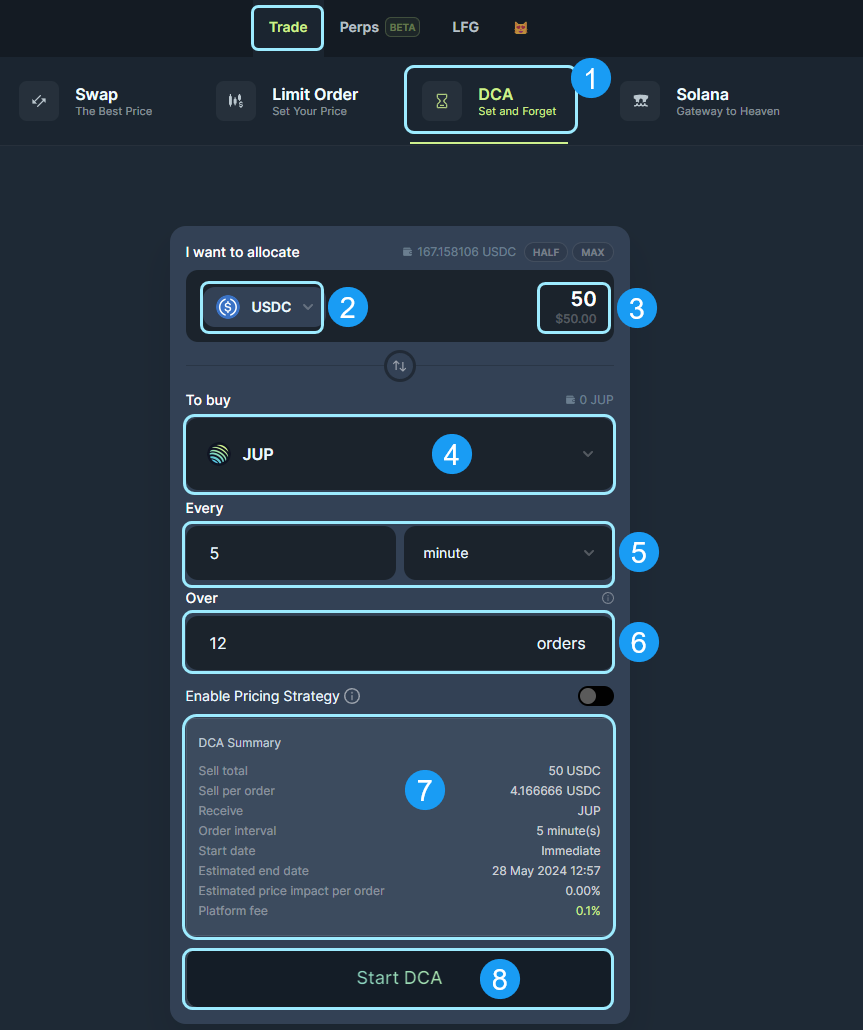 Trade
Perps BETA
LFG
1
Swap
The Best Price
Limit Order
Set Your Price
DCA
Set and Forget
Solana
Gateway to Heaven
I want to allocate
167.158106 USDC HALF MAX
USDC
2
50
$50.00
3
To buy
0 JUP
JUP
4
Every
5
minute
5
Over
12
orders
6
Enable Pricing Strategy
DCA Summary
Sell total 50 USDC
Sell per order 4.166666 USDC
7
Receive JUP
Order interval 5 minute(s)
Start date Immediate
Estimated end date 28 May 2024 12:57
Estimated price impact per order 0.00%
Platform fee 0.1%
Start DCA
8